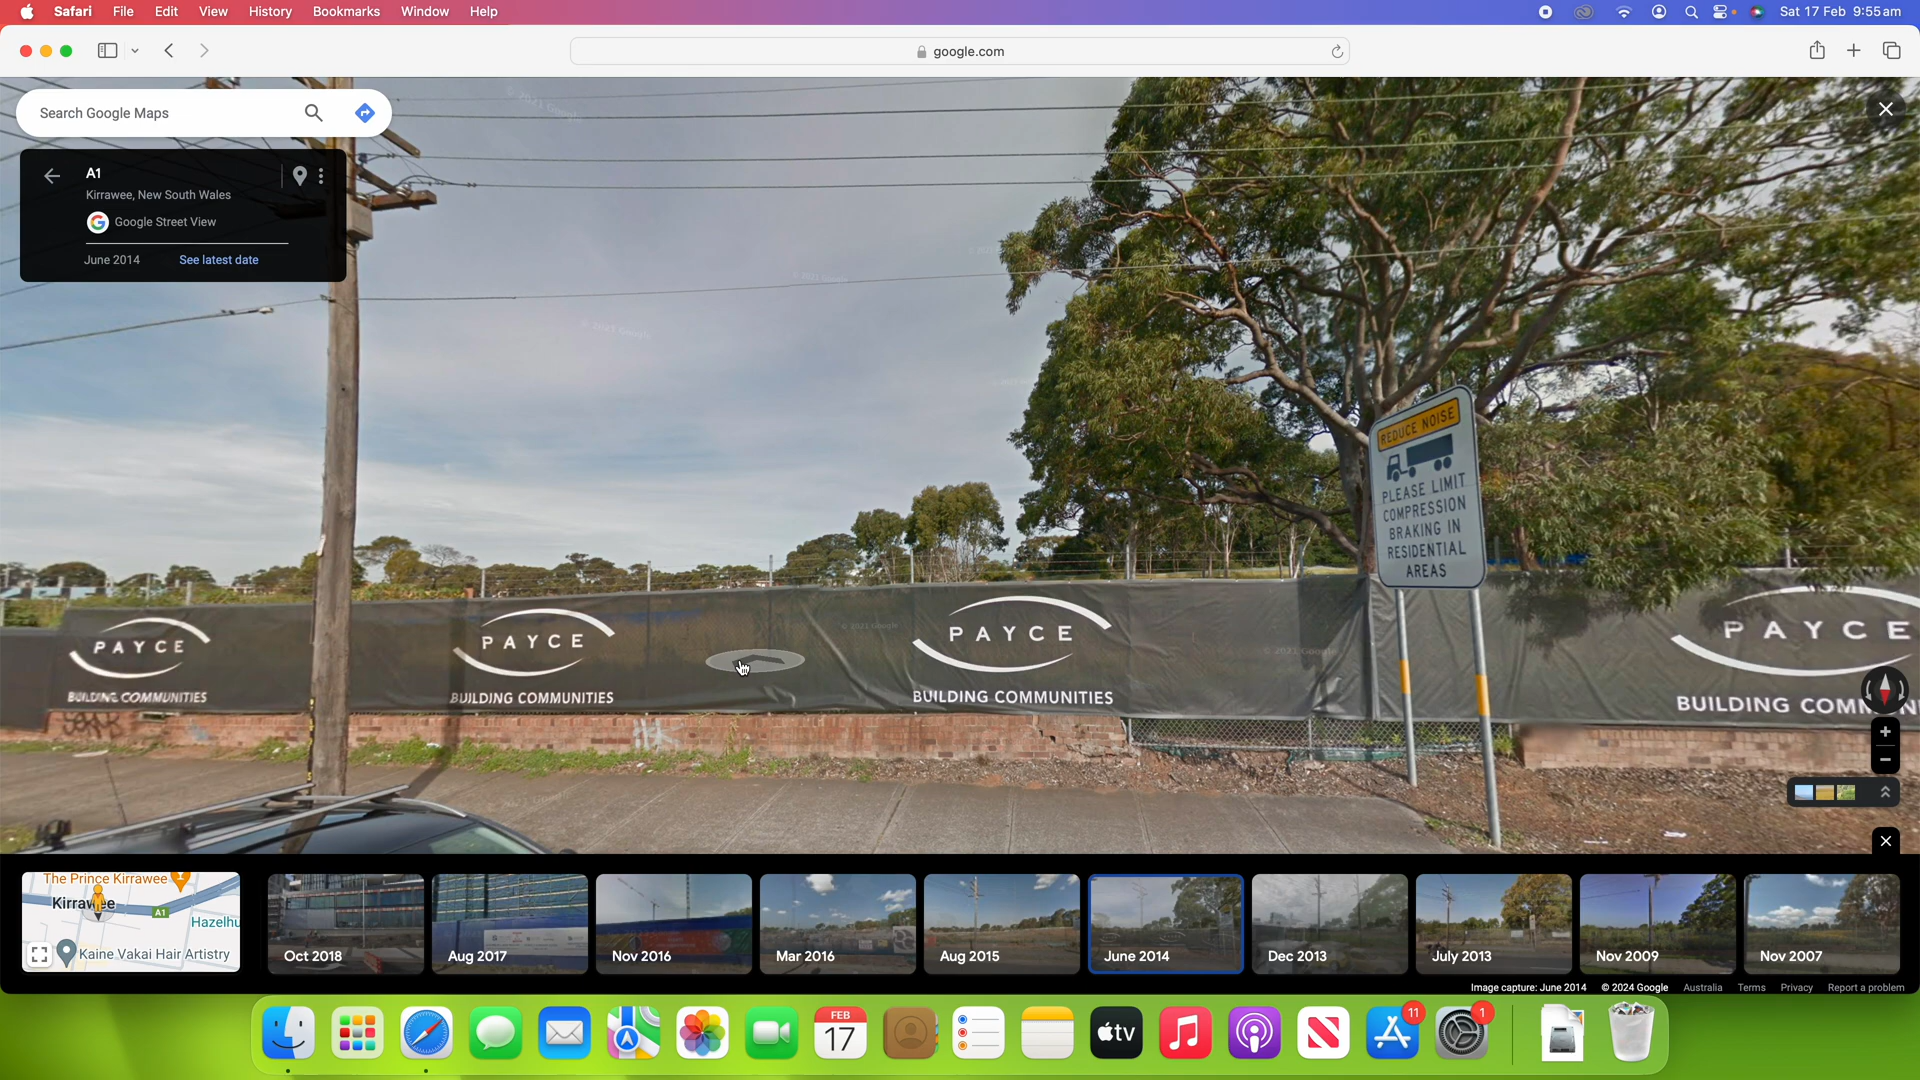 Safari File Edit View History Bookmarks Window Help
Sat 17 Feb 9:55 am
google.com
Search Google Maps
A1
Kirrawee, New South Wales
Google Street View
June 2014 See latest date
REDUCE NOISE
PLEASE LIMIT
COMPRESSION
BRAKING IN
RESIDENTIAL
AREAS
PAYCE
BUILDING COMMUNITIES
PAYCE
BUILDING COMMUNITIES
PAYCE
BUILDING COMMUNITIES
PAYCE
The Prince Kirrawee
Kirrawee
A1
Kaine Vakai Hair Artistry
Oct 2018
Aug 2017
Nov 2016
Mar 2016
Aug 2015
June 2014
Dec 2013
July 2013
Nov 2009
Nov 2007
Image capture: June 2014 © 2024 Google Australia Terms Privacy Report a problem
FEB
17
tv
11
1